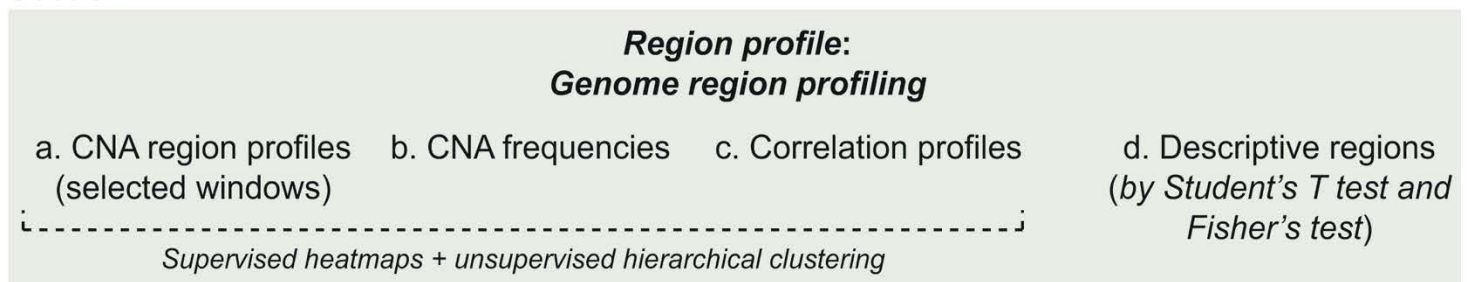 Region profile:
Genome region profiling
a. CNA region profiles b. CNA frequencies c. Correlation profiles d. Descriptive regions
(selected windows) (by Student’s T test and
Fisher’s test)
Supervised heatmaps + unsupervised hierarchical clustering